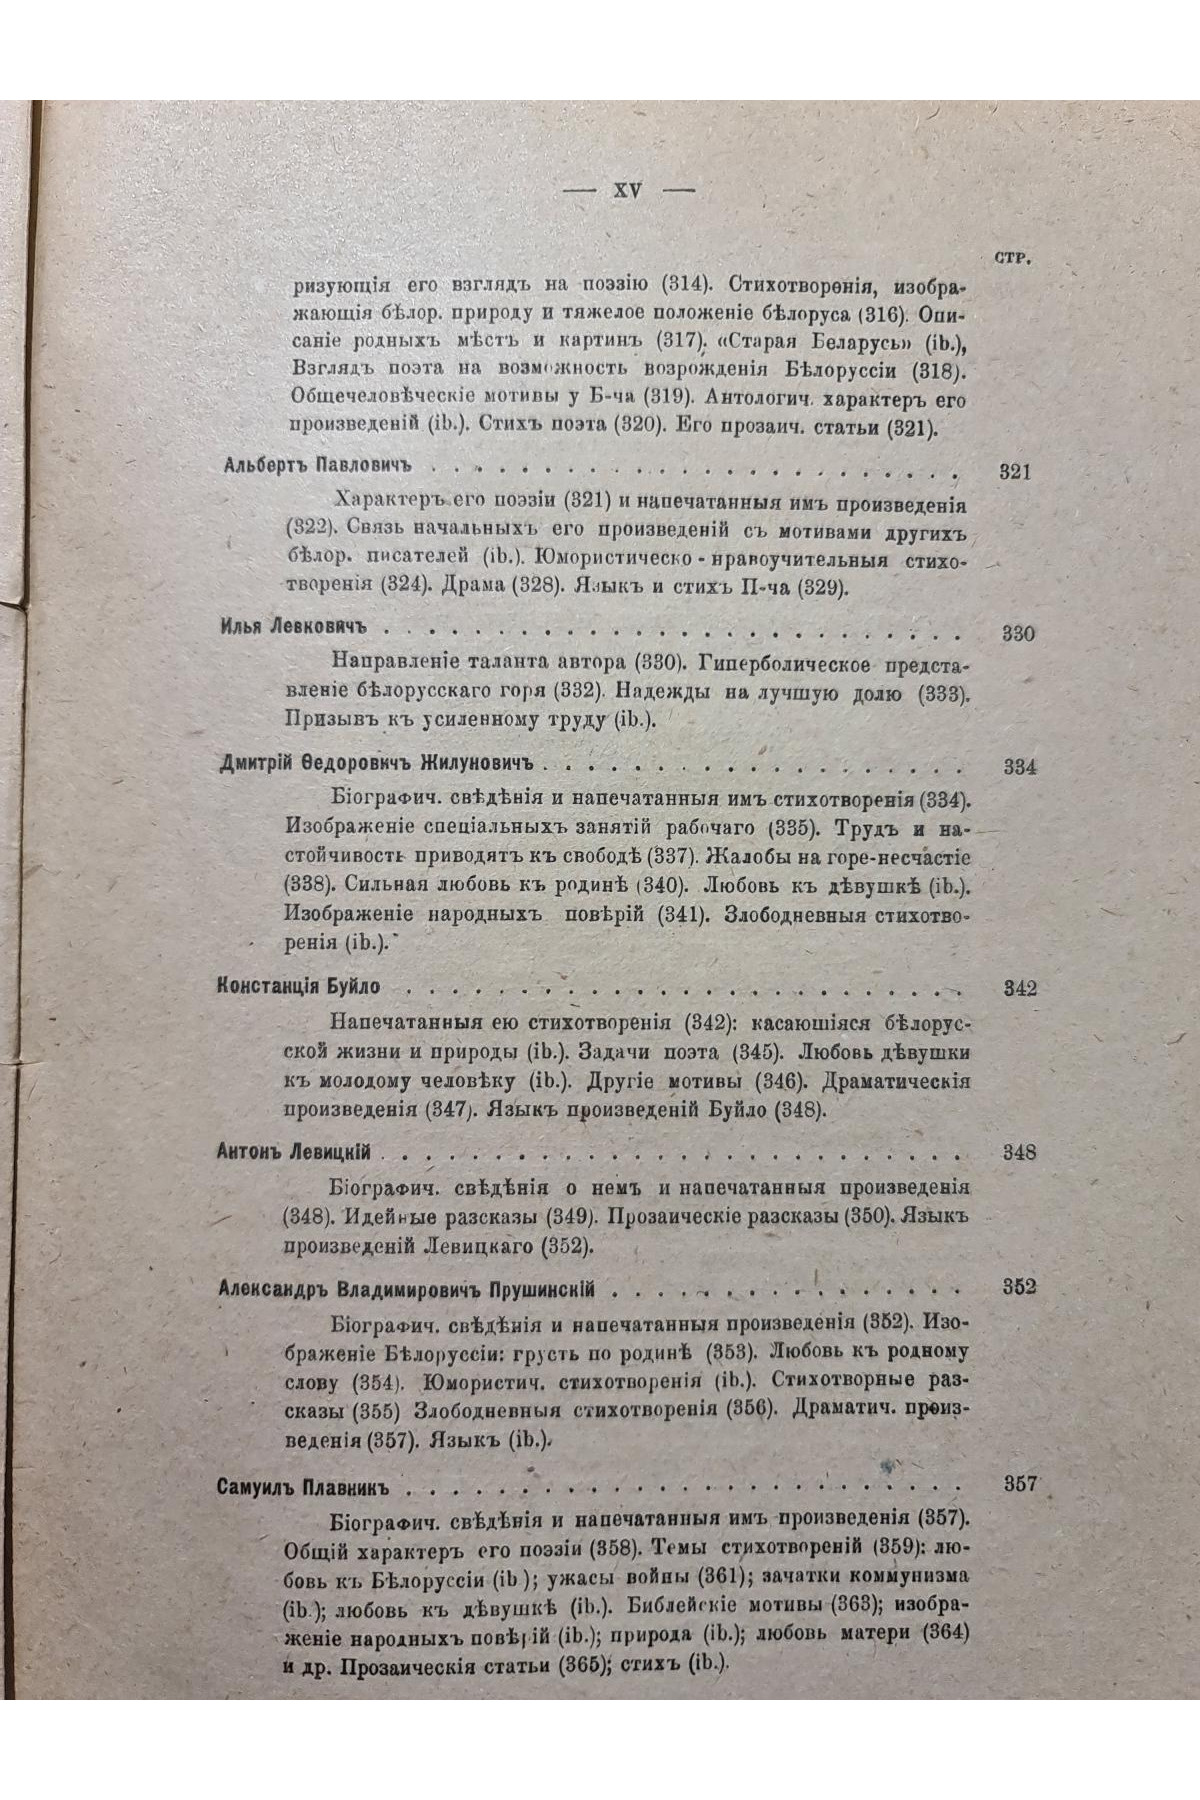 — XV —
СТР.
ризующія его взглядъ на поэзію (314). Стихотворенія, изобра-
жающія бѣлор. природу и тяжелое положеніе бѣлоруса (316). Опи-
саніе родныхъ мѣстъ и картинъ (317). «Старая Беларусь» (ib.),
Взглядъ поэта на возможность возрожденія Бѣлоруссіи (318).
Общечеловѣческіе мотивы у Б-ча (319). Антологич. характеръ его
произведеній (ib.). Стихъ поэта (320). Его прозаич. статьи (321).
Альбертъ Павловичъ . . . . . . . . . . . . . . . . . . . . . . . 321
Характеръ его поэзіи (321) и напечатанныя имъ произведенія
(322). Связь начальныхъ его произведеній съ мотивами другихъ
бѣлор. писателей (ib.). Юмористическо-нравоучительныя стихо-
творенія (324). Драма (328). Языкъ и стихъ П-ча (329).
Илья Левковичъ . . . . . . . . . . . . . . . . . . . . . . . . . 330
Направленіе таланта автора (330). Гиперболическое предста-
вленіе бѣлорусскаго горя (332). Надежды на лучшую долю (333).
Призывъ къ усиленному труду (ib.).
Дмитрій Ѳедоровичъ Жилуновичъ . . . . . . . . . . . . . . . . . . 334
Біографич. свѣдѣнія и напечатанныя имъ стихотворенія (334).
Изображеніе спеціальныхъ занятій рабочаго (335). Трудъ и на-
стойчивость приводятъ къ свободѣ (337). Жалобы на горе-несчастіе
(338). Сильная любовь къ родинѣ (340). Любовь къ дѣвушкѣ (ib.).
Изображеніе народныхъ повѣрій (341). Злободневныя стихотво-
ренія (ib.).
Констанція Буйло . . . . . . . . . . . . . . . . . . . . . . . . 342
Напечатанныя ею стихотворенія (342): касающіяся бѣлорус-
ской жизни и природы (ib.). Задачи поэта (345). Любовь дѣвушки
къ молодому человѣку (ib.). Другіе мотивы (346). Драматическія
произведенія (347). Языкъ произведеній Буйло (348).
Антонъ Левицкій . . . . . . . . . . . . . . . . . . . . . . . . . 348
Біографич. свѣдѣнія о немъ и напечатанныя произведенія
(348). Идейные разсказы (349). Прозаическіе разсказы (350). Языкъ
произведеній Левицкаго (352).
Александръ Владимировичъ Прушинскій . . . . . . . . . . . . . . . 352
Біографич. свѣдѣнія и напечатанныя произведенія (352). Изо-
браженіе Бѣлоруссіи: грусть по родинѣ (353). Любовь къ родному
слову (354). Юмористич. стихотворенія (ib.). Стихотворные раз-
сказы (355) Злободневныя стихотворенія (356). Драматич. произ-
веденія (357). Языкъ (ib.).
Самуилъ Плавникъ . . . . . . . . . . . . . . . . . . . . . . . . 357
Біографич. свѣдѣнія и напечатанныя имъ произведенія (357).
Общій характеръ его поэзіи (358). Темы стихотвореній (359): лю-
бовь къ Бѣлоруссіи (ib ); ужасы войны (361); зачатки коммунизма
(ib.); любовь къ дѣвушкѣ (ib.). Библейскіе мотивы (363); изобра-
женіе народныхъ повѣрій (ib.); природа (ib.); любовь матери (364)
и др. Прозаическія статьи (365); стихъ (ib.).